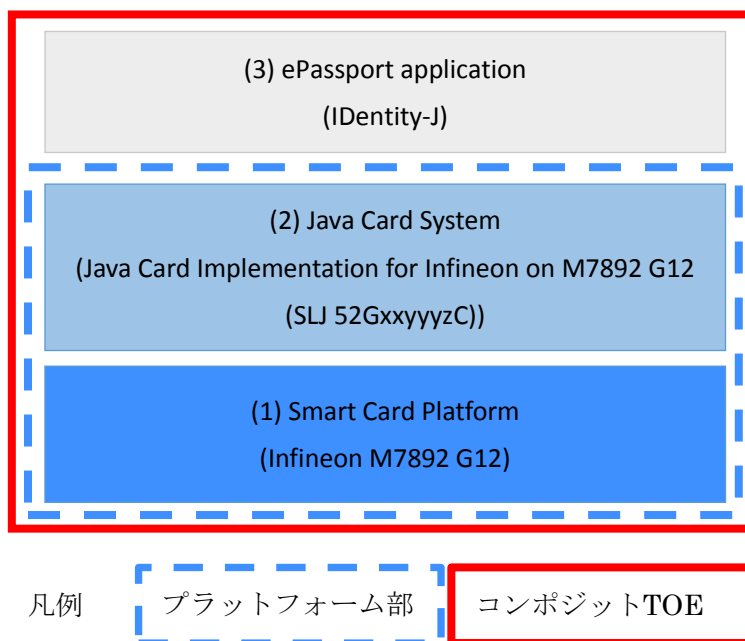 (3) ePassport application
(IDentity-J)
(2) Java Card System
(Java Card Implementation for Infineon on M7892 G12
(SLJ 52GxxyyyzC))
(1) Smart Card Platform
(Infineon M7892 G12)
凡例 プラットフォーム部 コンポジットTOE